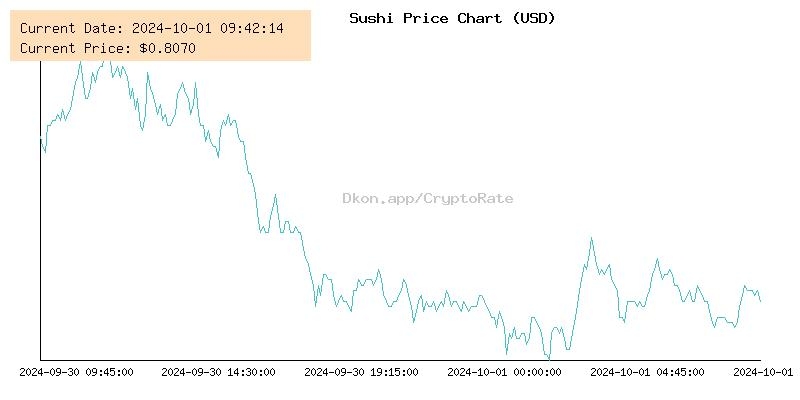 Sushi Price Chart (USD)
Current Date: 2024-10-01 09:42:14
Current Price: $0.8070
Dkon.app/CryptoRate
2024-09-30 09:45:00 2024-09-30 14:30:00 2024-09-30 19:15:00 2024-10-01 00:00:00 2024-10-01 04:45:00 2024-10-01